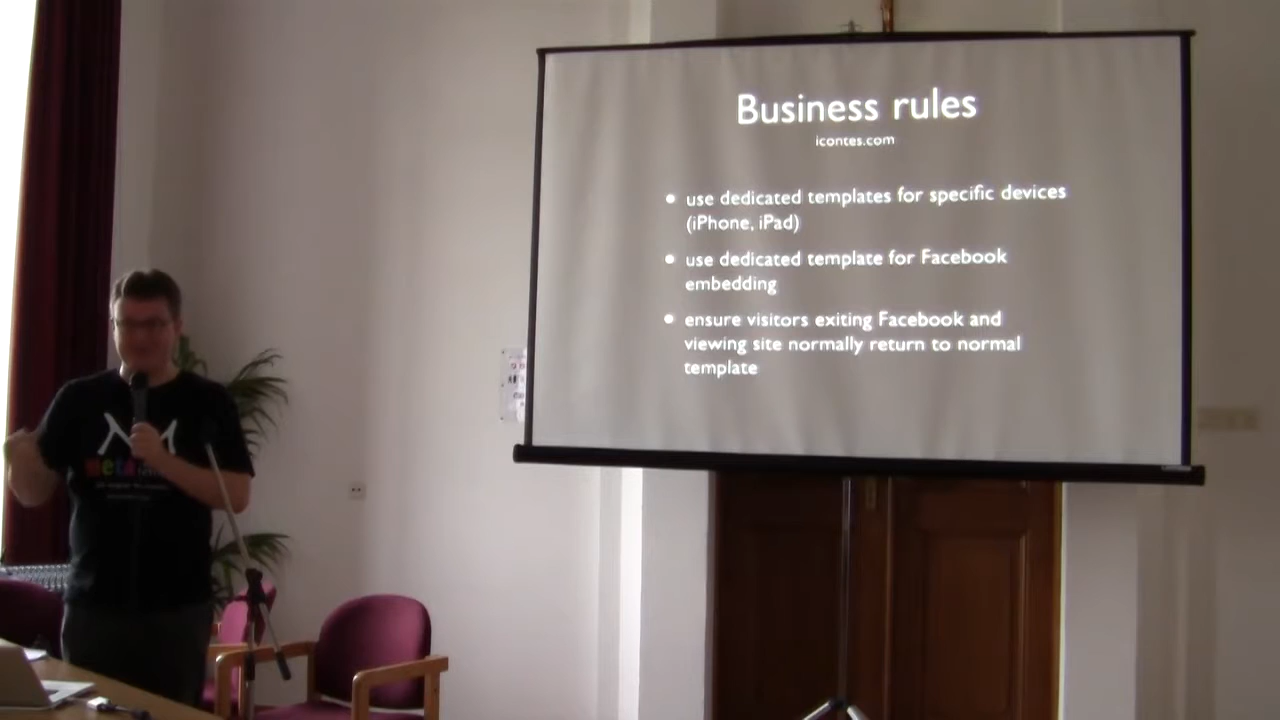 Business rules
icontes.com
• use dedicated templates for specific devices
(iPhone, iPad)
• use dedicated template for Facebook
embedding
• ensure visitors exiting Facebook and
viewing site normally return to normal
template